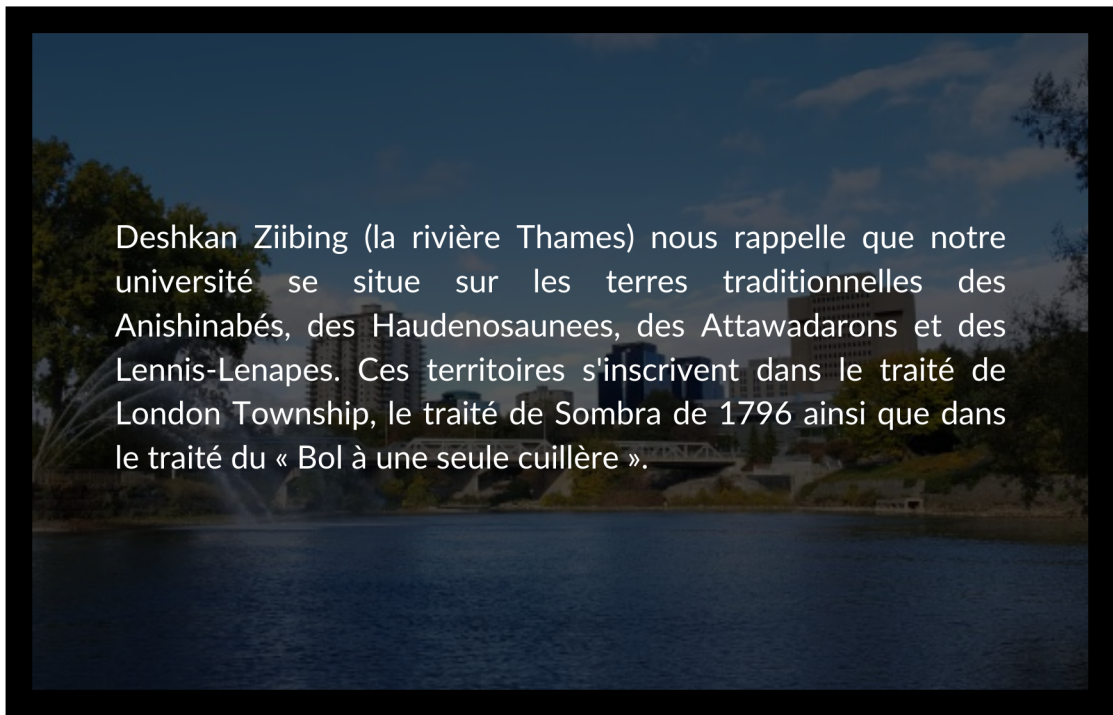 Deshkan Ziibing (la rivière Thames) nous rappelle que notre
université se situe sur les terres traditionnelles des
Anishinabés, des Haudenosaunees, des Attawadarons et des
Lennis-Lenapes. Ces territoires s'inscrivent dans le traité de
London Township, le traité de Sombra de 1796 ainsi que dans
le traité du « Bol à une seule cuillère ».